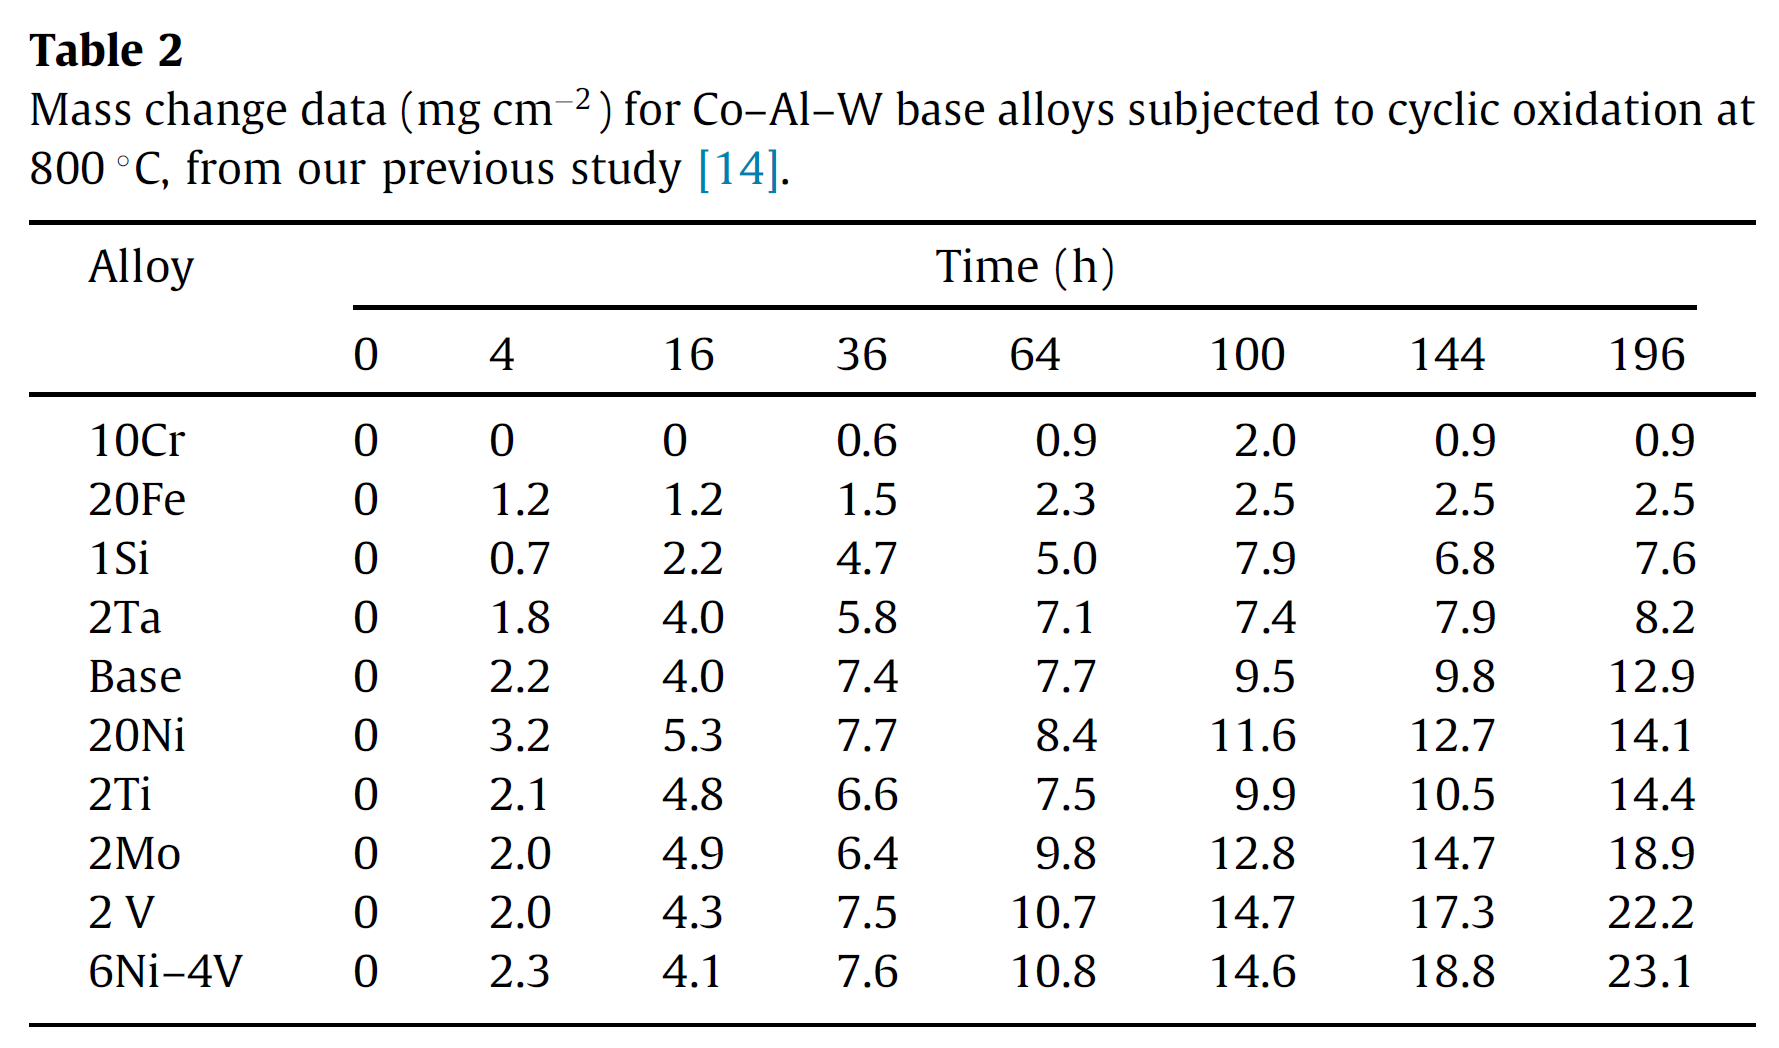 Table 2
Mass change data (mg cm⁻²) for Co–Al–W base alloys subjected to cyclic oxidation at
800 °C, from our previous study [14].
Alloy Time (h)
0 4 16 36 64 100 144 196
10Cr 0 0 0 0.6 0.9 2.0 0.9 0.9
20Fe 0 1.2 1.2 1.5 2.3 2.5 2.5 2.5
1Si 0 0.7 2.2 4.7 5.0 7.9 6.8 7.6
2Ta 0 1.8 4.0 5.8 7.1 7.4 7.9 8.2
Base 0 2.2 4.0 7.4 7.7 9.5 9.8 12.9
20Ni 0 3.2 5.3 7.7 8.4 11.6 12.7 14.1
2Ti 0 2.1 4.8 6.6 7.5 9.9 10.5 14.4
2Mo 0 2.0 4.9 6.4 9.8 12.8 14.7 18.9
2 V 0 2.0 4.3 7.5 10.7 14.7 17.3 22.2
6Ni–4V 0 2.3 4.1 7.6 10.8 14.6 18.8 23.1